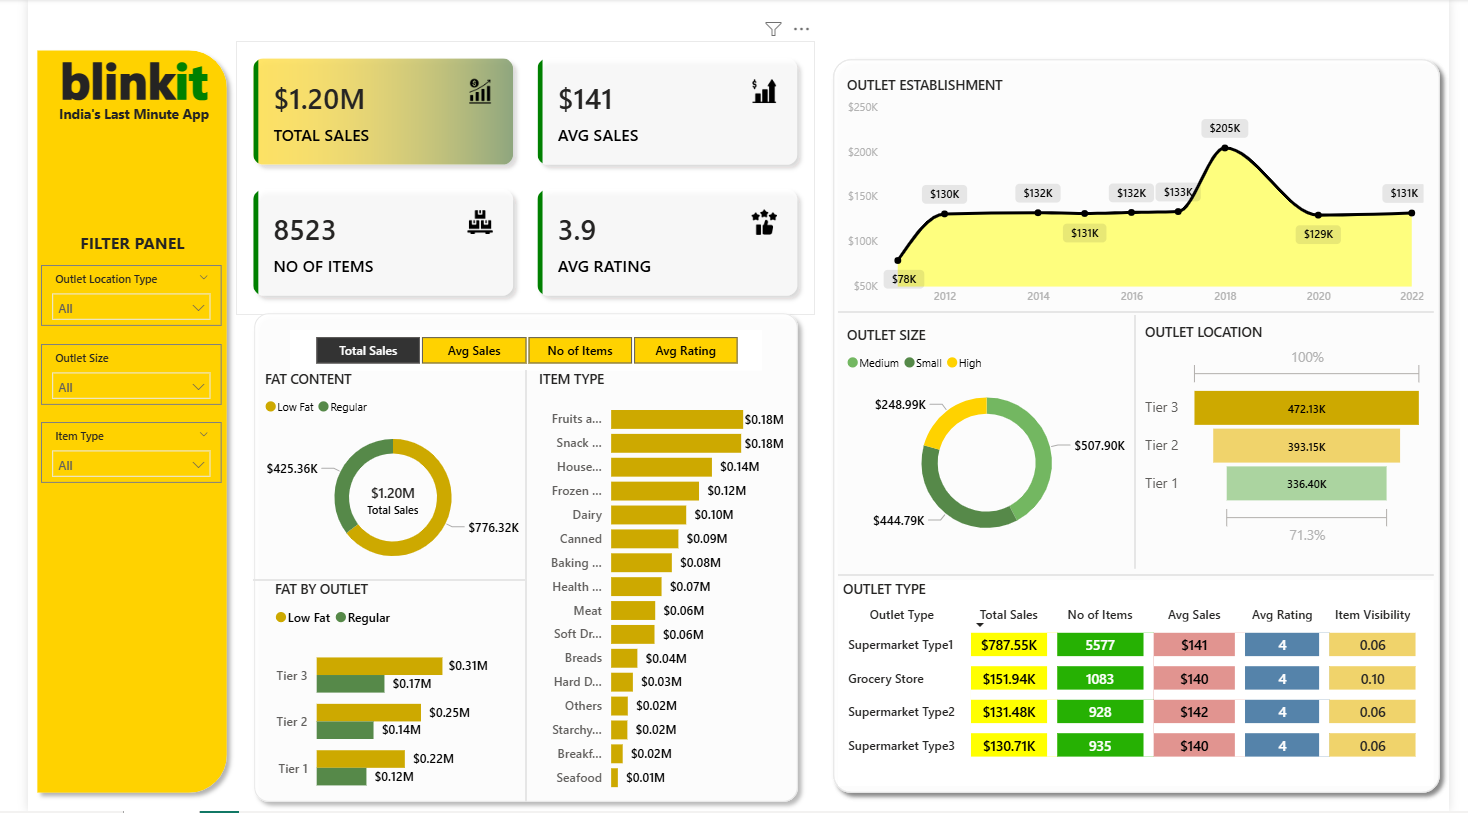 blinkit
India's Last Minute App
FILTER PANEL
Outlet Location Type
All
Outlet Size
All
Item Type
All
$1.20M
TOTAL SALES
$141
AVG SALES
8523
NO OF ITEMS
3.9
AVG RATING
Total Sales Avg Sales No of Items Avg Rating
FAT CONTENT
Low Fat Regular
$425.36K
$1.20M
Total Sales
$776.32K
FAT BY OUTLET
Low Fat Regular
Tier 3 $0.31M
$0.17M
Tier 2 $0.25M
$0.14M
Tier 1 $0.22M
$0.12M
ITEM TYPE
Fruits a... $0.18M
Snack ... $0.18M
House... $0.14M
Frozen ... $0.12M
Dairy $0.10M
Canned $0.09M
Baking ... $0.08M
Health ... $0.07M
Meat $0.06M
Soft Dr... $0.06M
Breads $0.04M
Hard D... $0.03M
Others $0.02M
Starchy... $0.02M
Breakf... $0.02M
Seafood $0.01M
OUTLET ESTABLISHMENT
$250K
$200K
$150K
$100K
$50K
$78K
$130K
$132K
$131K
$132K
$133K
$205K
$129K
$131K
2012 2014 2016 2018 2020 2022
OUTLET SIZE
Medium Small High
$248.99K
$507.90K
$444.79K
OUTLET LOCATION
100%
Tier 3 472.13K
Tier 2 393.15K
Tier 1 336.40K
71.3%
OUTLET TYPE
Outlet Type Total Sales No of Items Avg Sales Avg Rating Item Visibility
Supermarket Type1 $787.55K 5577 $141 4 0.06
Grocery Store $151.94K 1083 $140 4 0.10
Supermarket Type2 $131.48K 928 $142 4 0.06
Supermarket Type3 $130.71K 935 $140 4 0.06